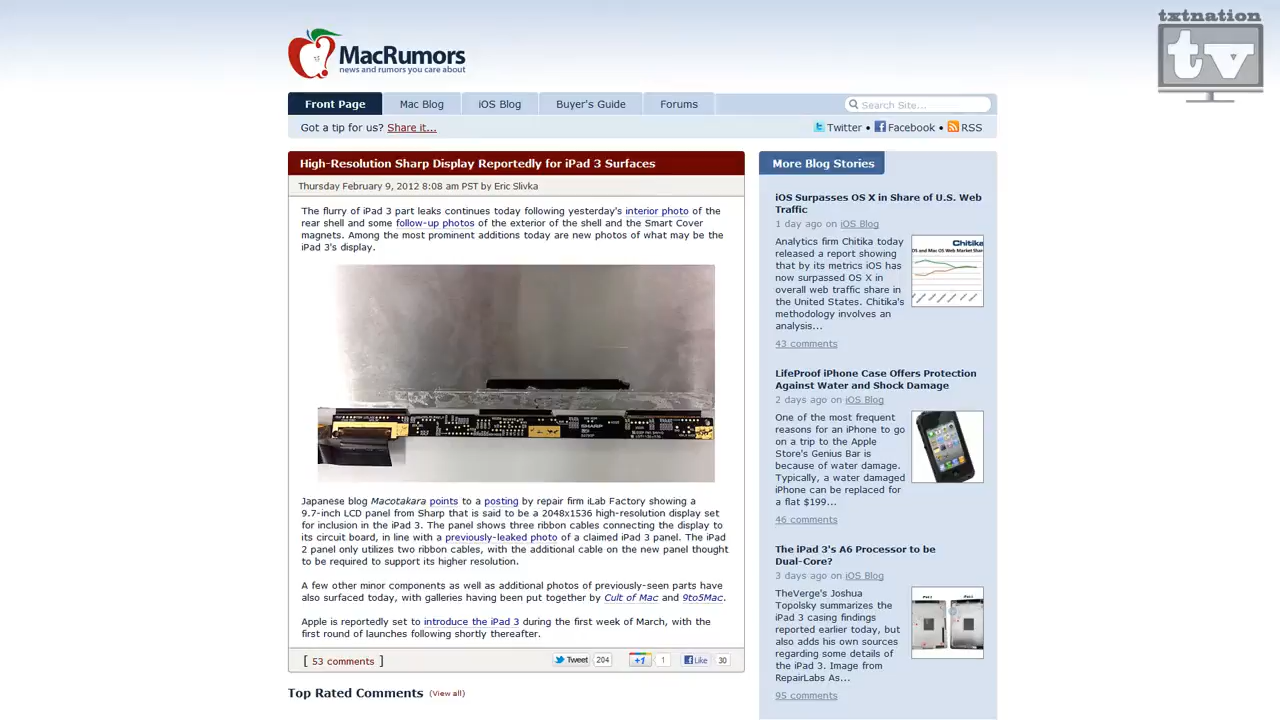 txtnation
tv
MacRumors
news and rumors you care about
Front Page
Mac Blog
iOS Blog
Buyer's Guide
Forums
Search Site...
Got a tip for us? Share it...
Twitter • Facebook • RSS
High-Resolution Sharp Display Reportedly for iPad 3 Surfaces
Thursday February 9, 2012 8:08 am PST by Eric Slivka
The flurry of iPad 3 part leaks continues today following yesterday's interior photo of the
rear shell and some follow-up photos of the exterior of the shell and the Smart Cover
magnets. Among the most prominent additions today are new photos of what may be the
iPad 3's display.
SHARP
Japanese blog Macotakara points to a posting by repair firm iLab Factory showing a
9.7-inch LCD panel from Sharp that is said to be a 2048x1536 high-resolution display set
for inclusion in the iPad 3. The panel shows three ribbon cables connecting the display to
its circuit board, in line with a previously-leaked photo of a claimed iPad 3 panel. The iPad
2 panel only utilizes two ribbon cables, with the additional cable on the new panel thought
to be required to support its higher resolution.
A few other minor components as well as additional photos of previously-seen parts have
also surfaced today, with galleries having been put together by Cult of Mac and 9to5Mac.
Apple is reportedly set to introduce the iPad 3 during the first week of March, with the
first round of launches following shortly thereafter.
[ 53 comments ]
Tweet 204
+1 1
Like 30
Top Rated Comments (View all)
More Blog Stories
iOS Surpasses OS X in Share of U.S. Web
Traffic
1 day ago on iOS Blog
Analytics firm Chitika today
released a report showing
that by its metrics iOS has
now surpassed OS X in
overall web traffic share in
the United States. Chitika's
methodology involves an
analysis...
Chitika
OS and Mac OS Web Market Shar
43 comments
LifeProof iPhone Case Offers Protection
Against Water and Shock Damage
2 days ago on iOS Blog
One of the most frequent
reasons for an iPhone to go
on a trip to the Apple
Store's Genius Bar is
because of water damage.
Typically, a water damaged
iPhone can be replaced for
a flat $199...
46 comments
The iPad 3's A6 Processor to be
Dual-Core?
3 days ago on iOS Blog
TheVerge's Joshua
Topolsky summarizes the
iPad 3 casing findings
reported earlier today, but
also adds his own sources
regarding some details of
the iPad 3. Image from
RepairLabs As...
95 comments